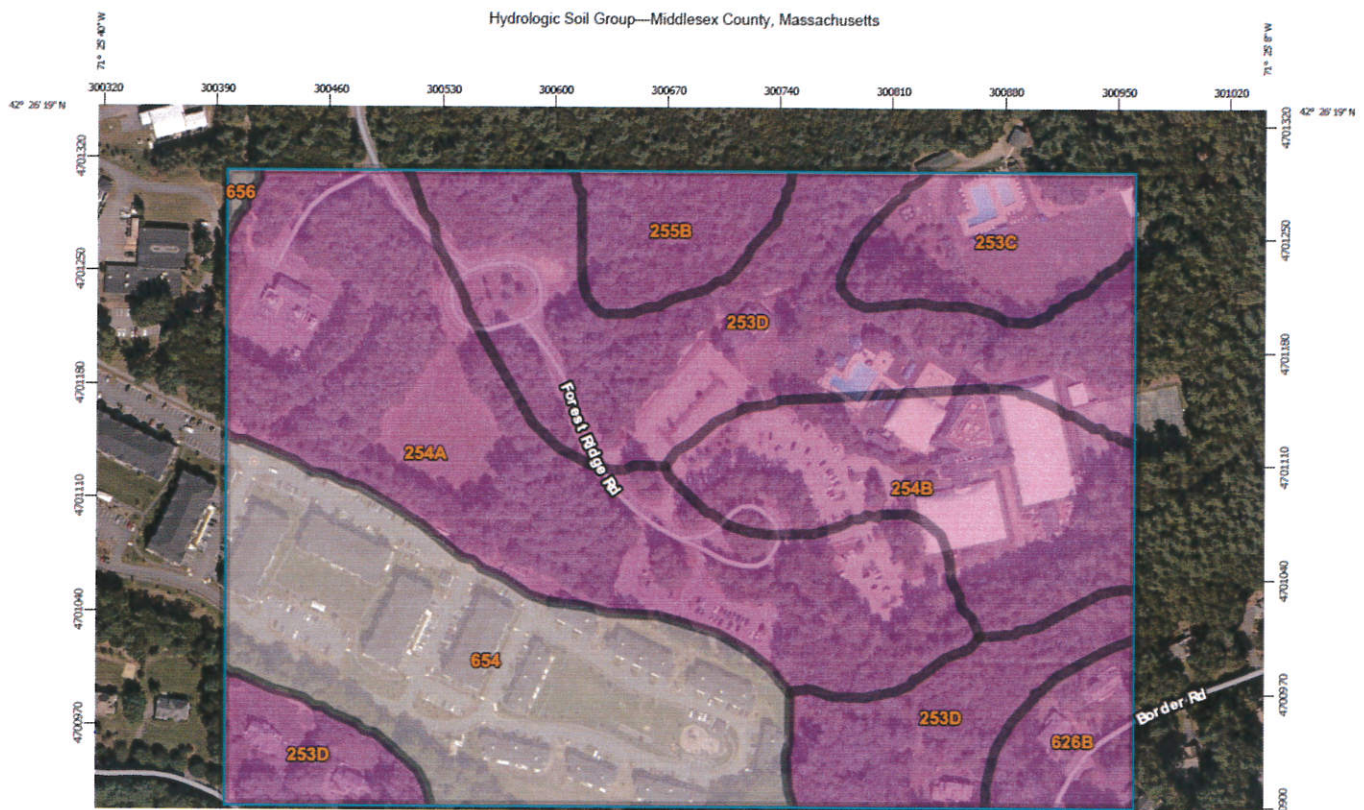 Hydrologic Soil Group—Middlesex County, Massachusetts
71° 25' 40" W
71° 25' 8" W
300320 300390 300460 300530 300600 300670 300740 300810 300880 300950 301020
42° 26' 19" N
42° 26' 19" N
4701320
4701320
656
255B
253C
4701250
4701250
253D
4701180
4701180
Forest Ridge Rd
254A
254B
4701110
4701110
4701040
4701040
654
4700970
4700970
253D
Border Rd
253D
626B